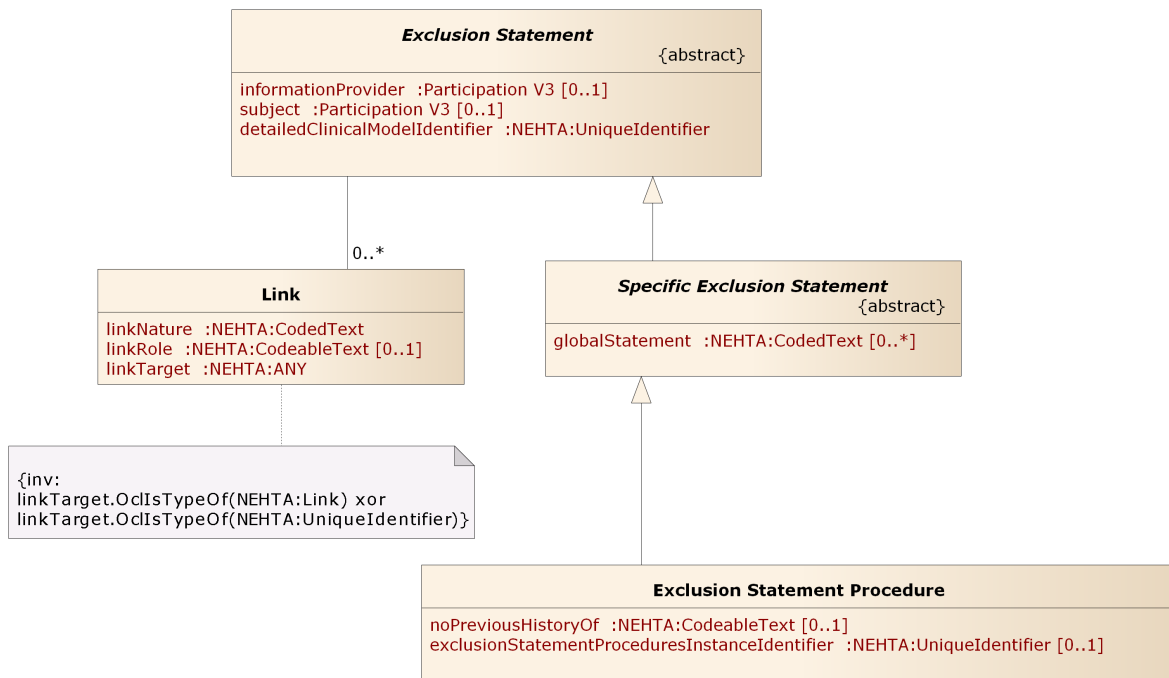 Exclusion Statement
{abstract}
informationProvider :Participation V3 [0..1]
subject :Participation V3 [0..1]
detailedClinicalModelIdentifier :NEHTA:UniqueIdentifier
0..*
Link
linkNature :NEHTA:CodedText
linkRole :NEHTA:CodeableText [0..1]
linkTarget :NEHTA:ANY
Specific Exclusion Statement
{abstract}
globalStatement :NEHTA:CodedText [0..*]
{inv:
linkTarget.OclIsTypeOf(NEHTA:Link) xor
linkTarget.OclIsTypeOf(NEHTA:UniqueIdentifier)}
Exclusion Statement Procedure
noPreviousHistoryOf :NEHTA:CodeableText [0..1]
exclusionStatementProceduresInstanceIdentifier :NEHTA:UniqueIdentifier [0..1]